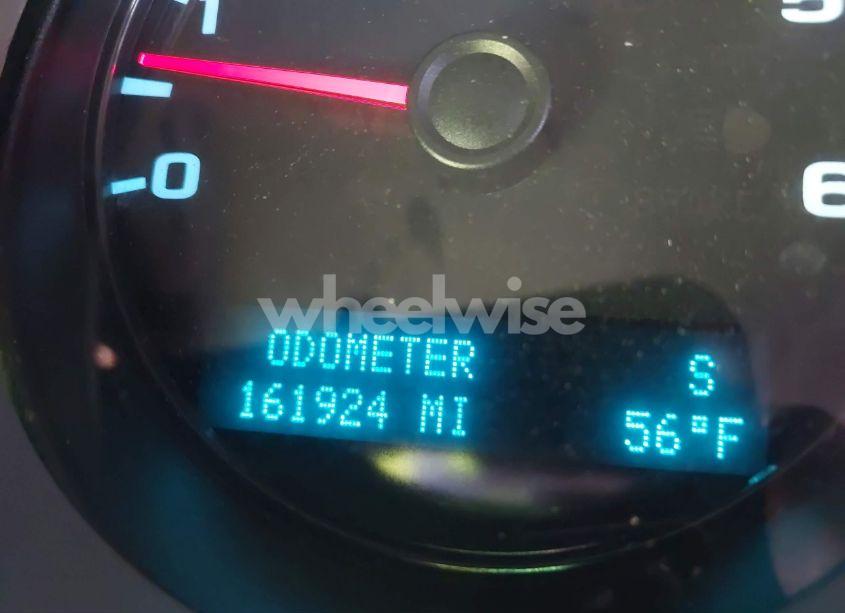 1
5
0
6
wheelwise
ODOMETER
S
161924 MI
56°F